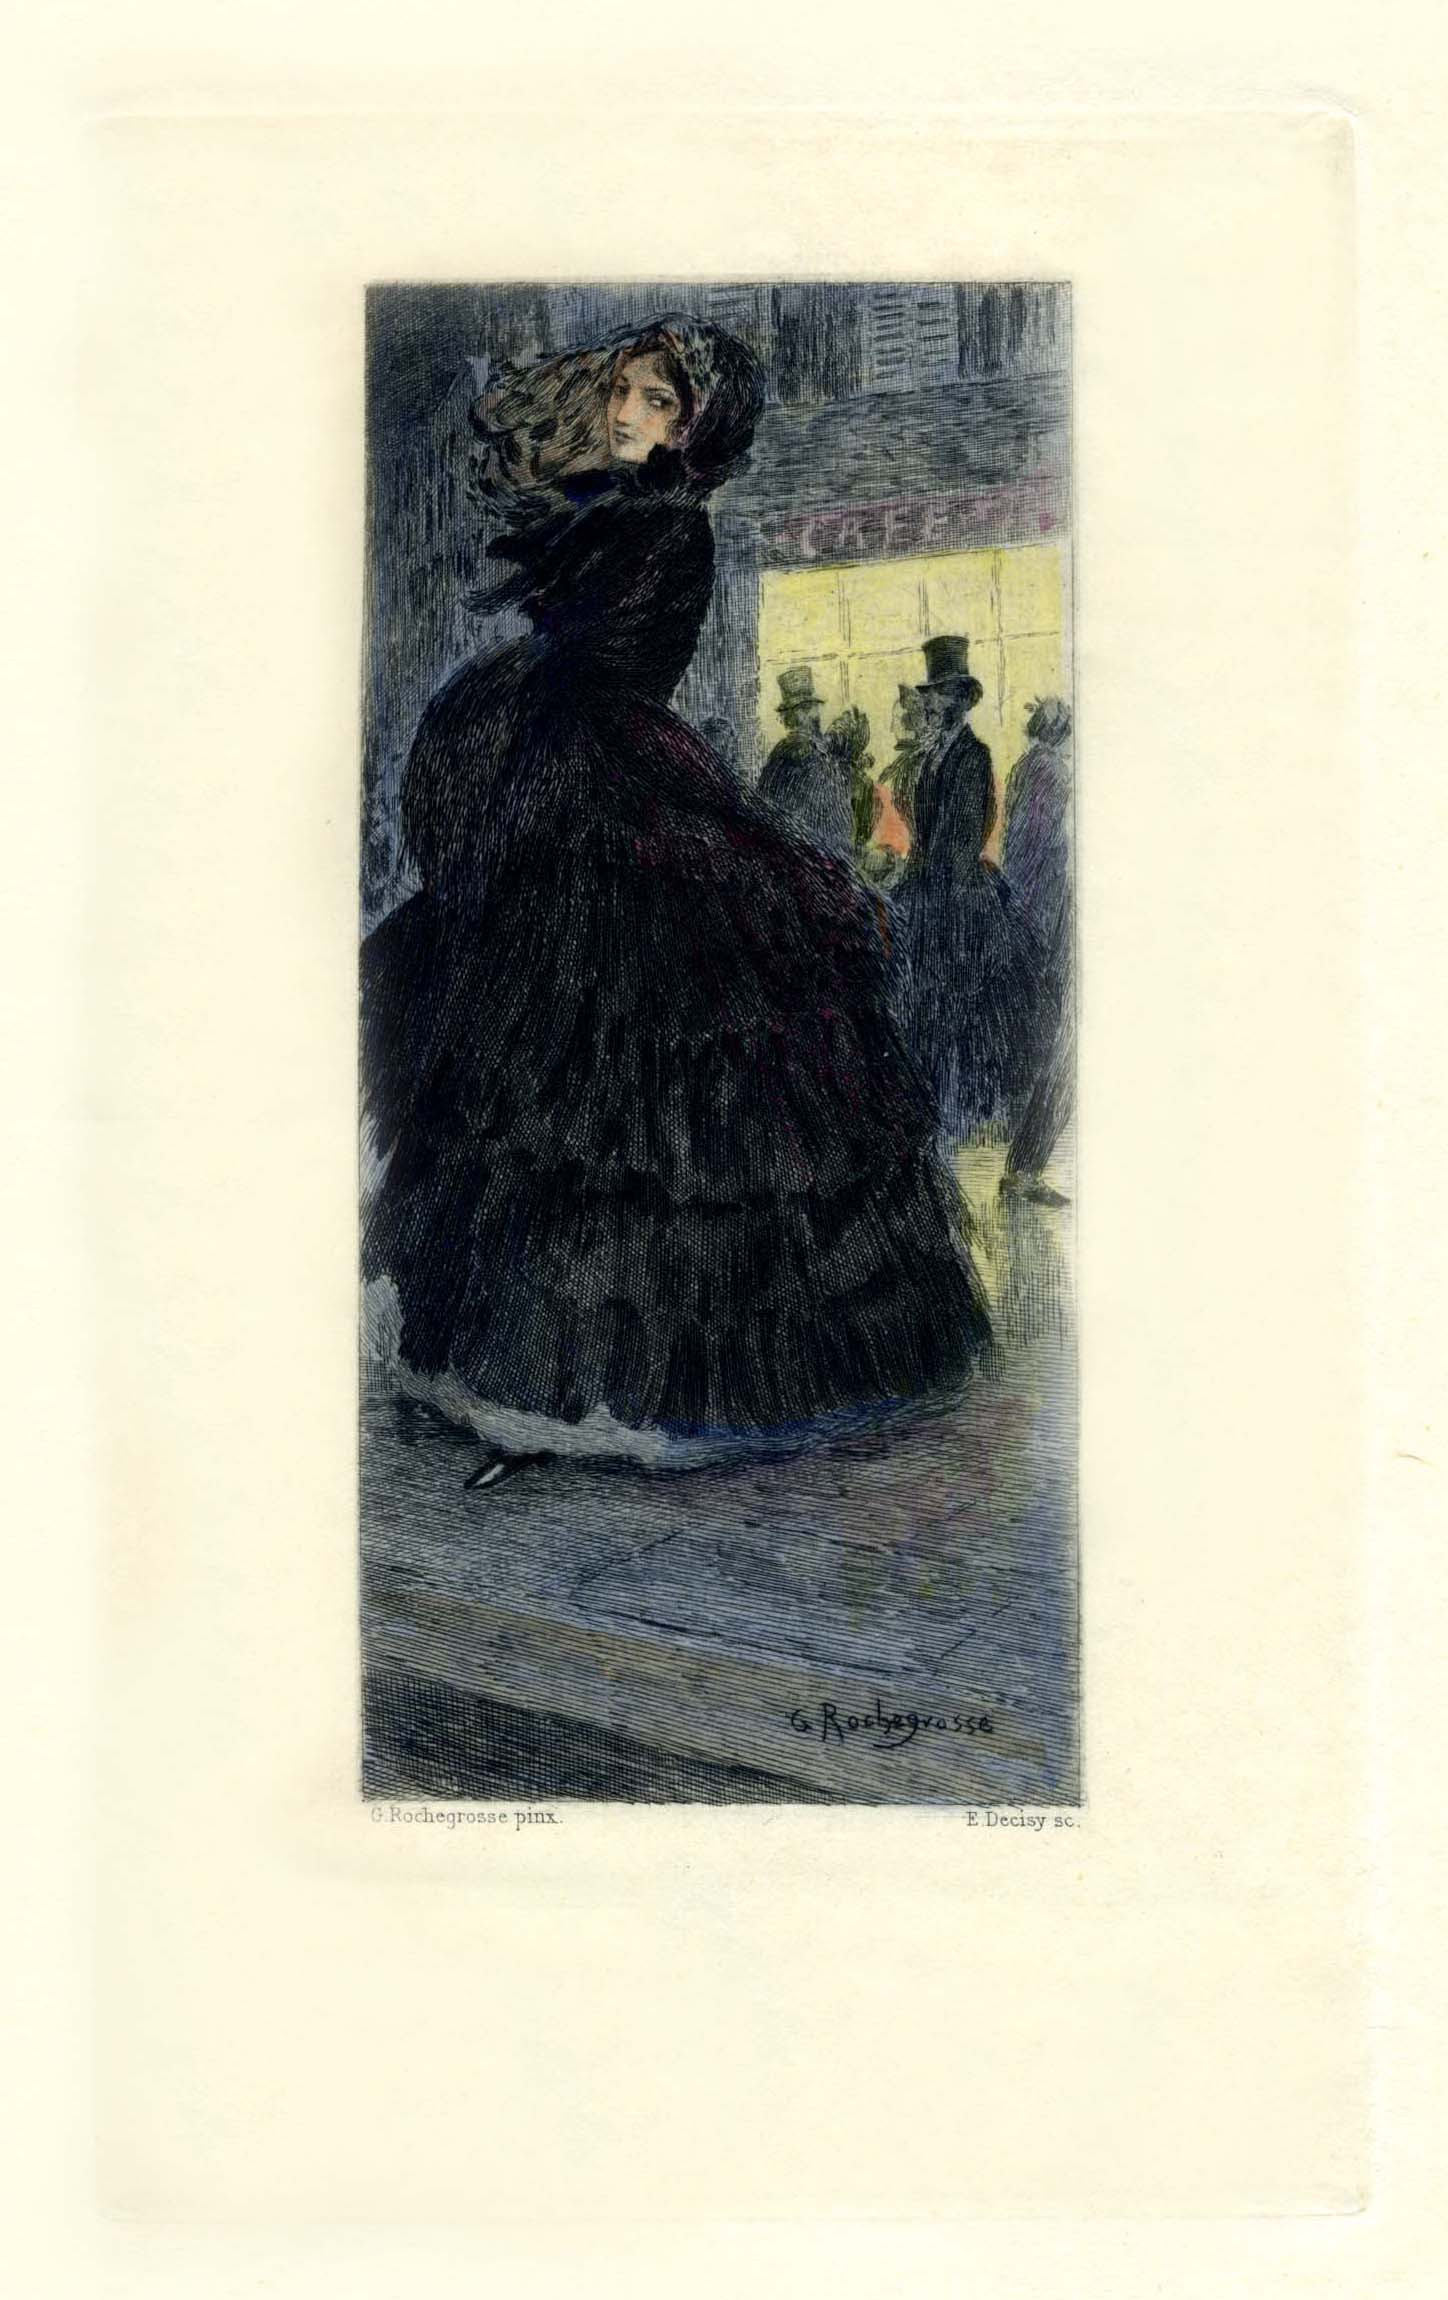 CAFE
G Rochegrosse
G. Rochegrosse pinx.
E. Decisy sc.